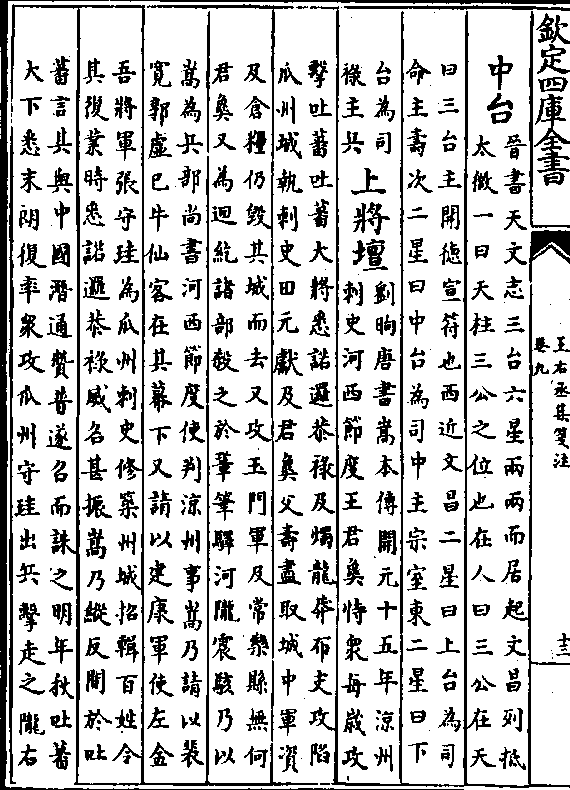 欽定四庫全書
王右丞集箋注
卷九
十三
中台
晉書天文志三台六星兩兩而居起文昌列抵
太微一曰天柱三公之位也在人曰三公在天
曰三台主開德宣符也西近文昌二星曰上台為司
命主壽次二星曰中台為司中主宗室東二星曰下
台為司
祿主兵
上將壇
劉昫唐書嵩本傳開元十五年涼州
刺史河西節度王君㚟恃衆每歲攻
擊吐蕃吐蕃大將悉諾邏恭祿及燭龍莽布支攻陷
瓜州城執刺史田元獻及君㚟父壽盡取城中軍資
及倉糧仍毀其城而去又攻玉門軍及常樂縣無何
君㚟又為迴紇諸部殺之於鞏筆驛河隴震駭乃以
嵩為兵部尚書河西節度使判涼州事嵩乃請以裴
寛郭虛巳牛仙客在其幕下又請以建康軍使左金
吾將軍張守珪為瓜州刺史修築州城招輯百姓令
其復業時悉諾邏恭祿威名甚振嵩乃縱反間於吐
蕃言其與中國潛通贊普遂召而誅之明年秋吐蕃
大下悉末朗復率衆攻瓜州守珪出兵擊走之隴右